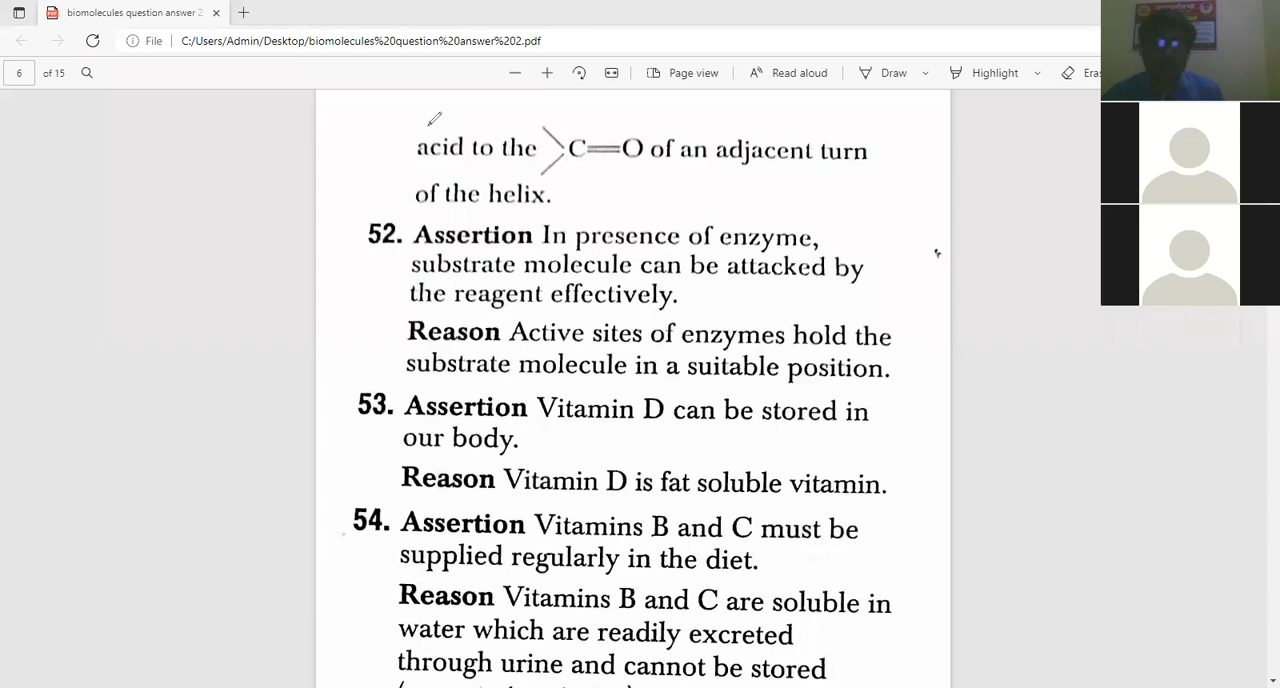 biomolecules question answer 2
File C:/Users/Admin/Desktop/biomolecules%20question%20answer%202.pdf
6 of 15 Page view Read aloud Draw Highlight Era
acid to the >C=O of an adjacent turn
of the helix.
52. Assertion In presence of enzyme,
substrate molecule can be attacked by
the reagent effectively.
Reason Active sites of enzymes hold the
substrate molecule in a suitable position.
53. Assertion Vitamin D can be stored in
our body.
Reason Vitamin D is fat soluble vitamin.
54. Assertion Vitamins B and C must be
supplied regularly in the diet.
Reason Vitamins B and C are soluble in
water which are readily excreted
through urine and cannot be stored